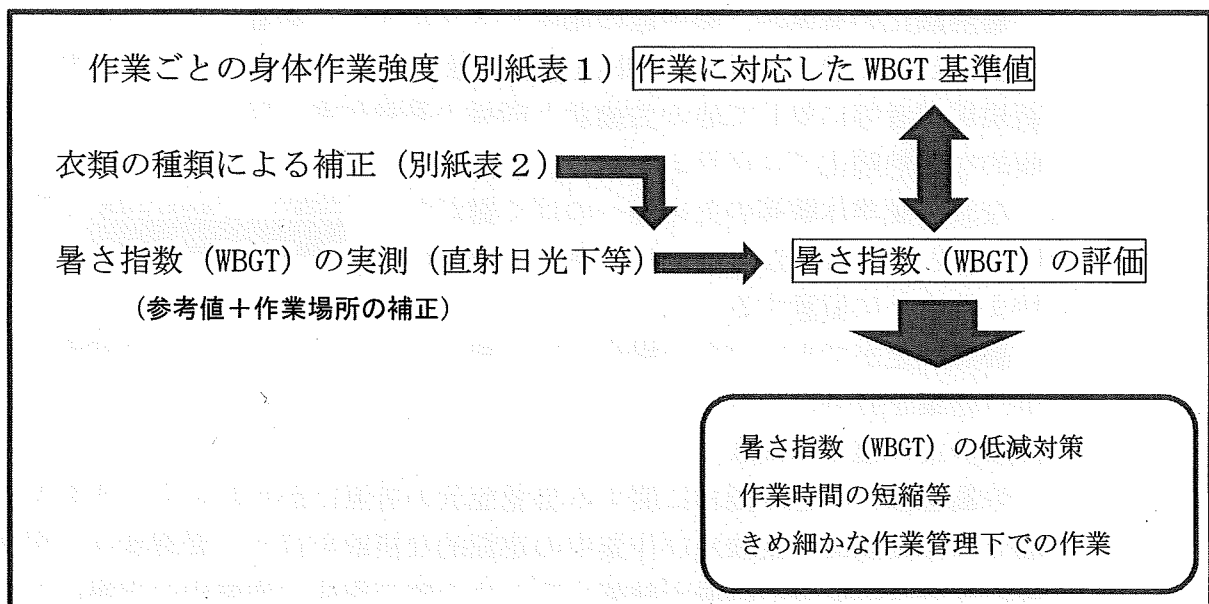 作業ごとの身体作業強度（別紙表１）作業に対応した WBGT 基準値
衣類の種類による補正（別紙表２）
暑さ指数（WBGT）の実測（直射日光下等） 暑さ指数（WBGT）の評価
（参考値＋作業場所の補正）
暑さ指数（WBGT）の低減対策
作業時間の短縮等
きめ細かな作業管理下での作業